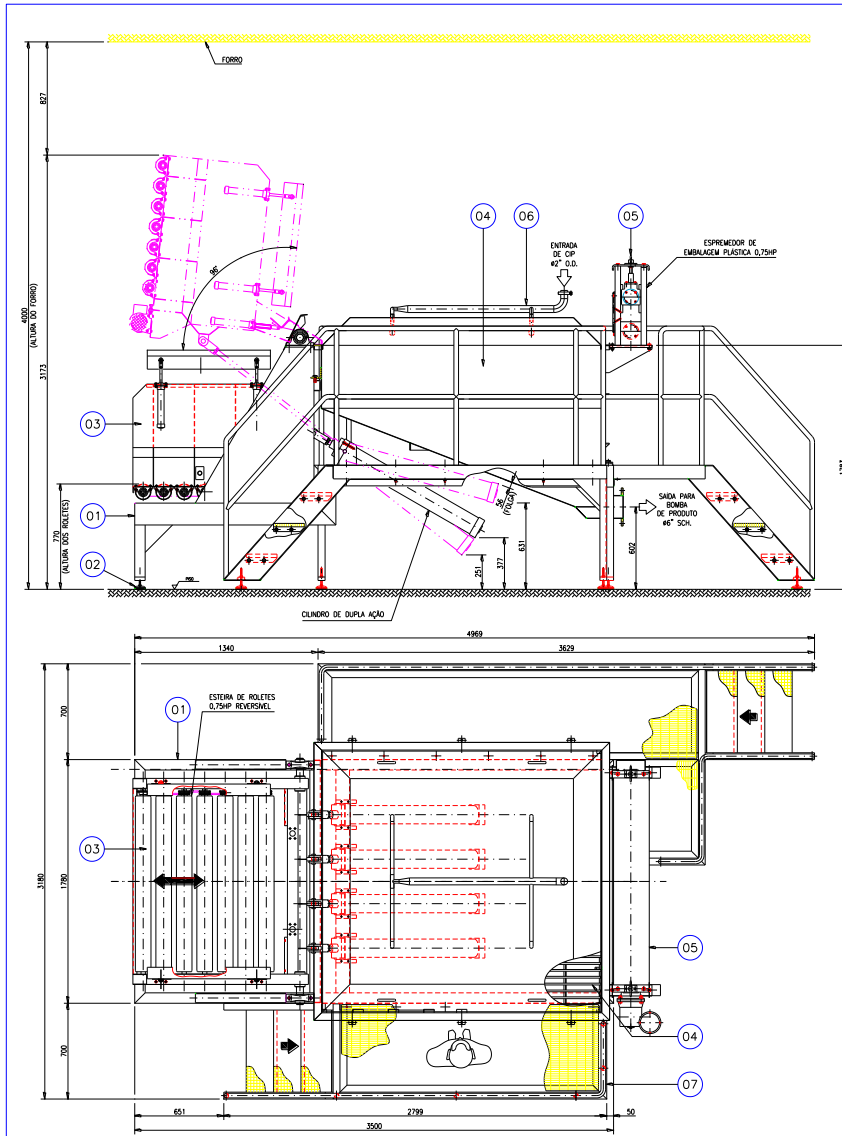 FORRO
827
4000
(ALTURA DO FORRO)
3173
96°
04
06
05
ENTRADA
DE CIP
ø2" O.D.
ESPREMEDOR DE
EMBALAGEM PLÁSTICA 0,75HP
03
01
02
770
(ALTURA DOS ROLETES)
PISO
56
(FOLGA)
251
377
631
602
SAÍDA PARA
BOMBA
DE PRODUTO
ø6" SCH.
CILINDRO DE DUPLA AÇÃO
4969
1340
3629
700
01
ESTEIRA DE ROLETES
0,75HP REVERSÍVEL
03
3180
1780
05
04
700
07
651
2799
50
3500